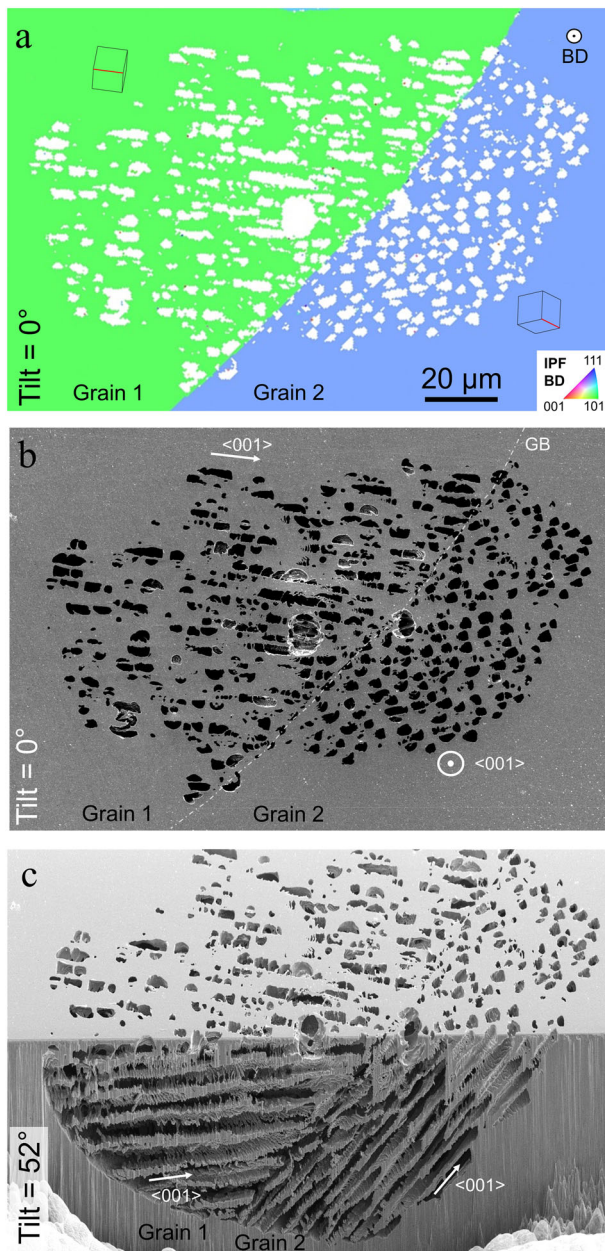 a
BD
Tilt = 0°
Grain 1
Grain 2
20 µm
IPF
BD
111
001
101
b
<001>
GB
<001>
Tilt = 0°
Grain 1
Grain 2
c
Tilt = 52°
<001>
<001>
Grain 1
Grain 2